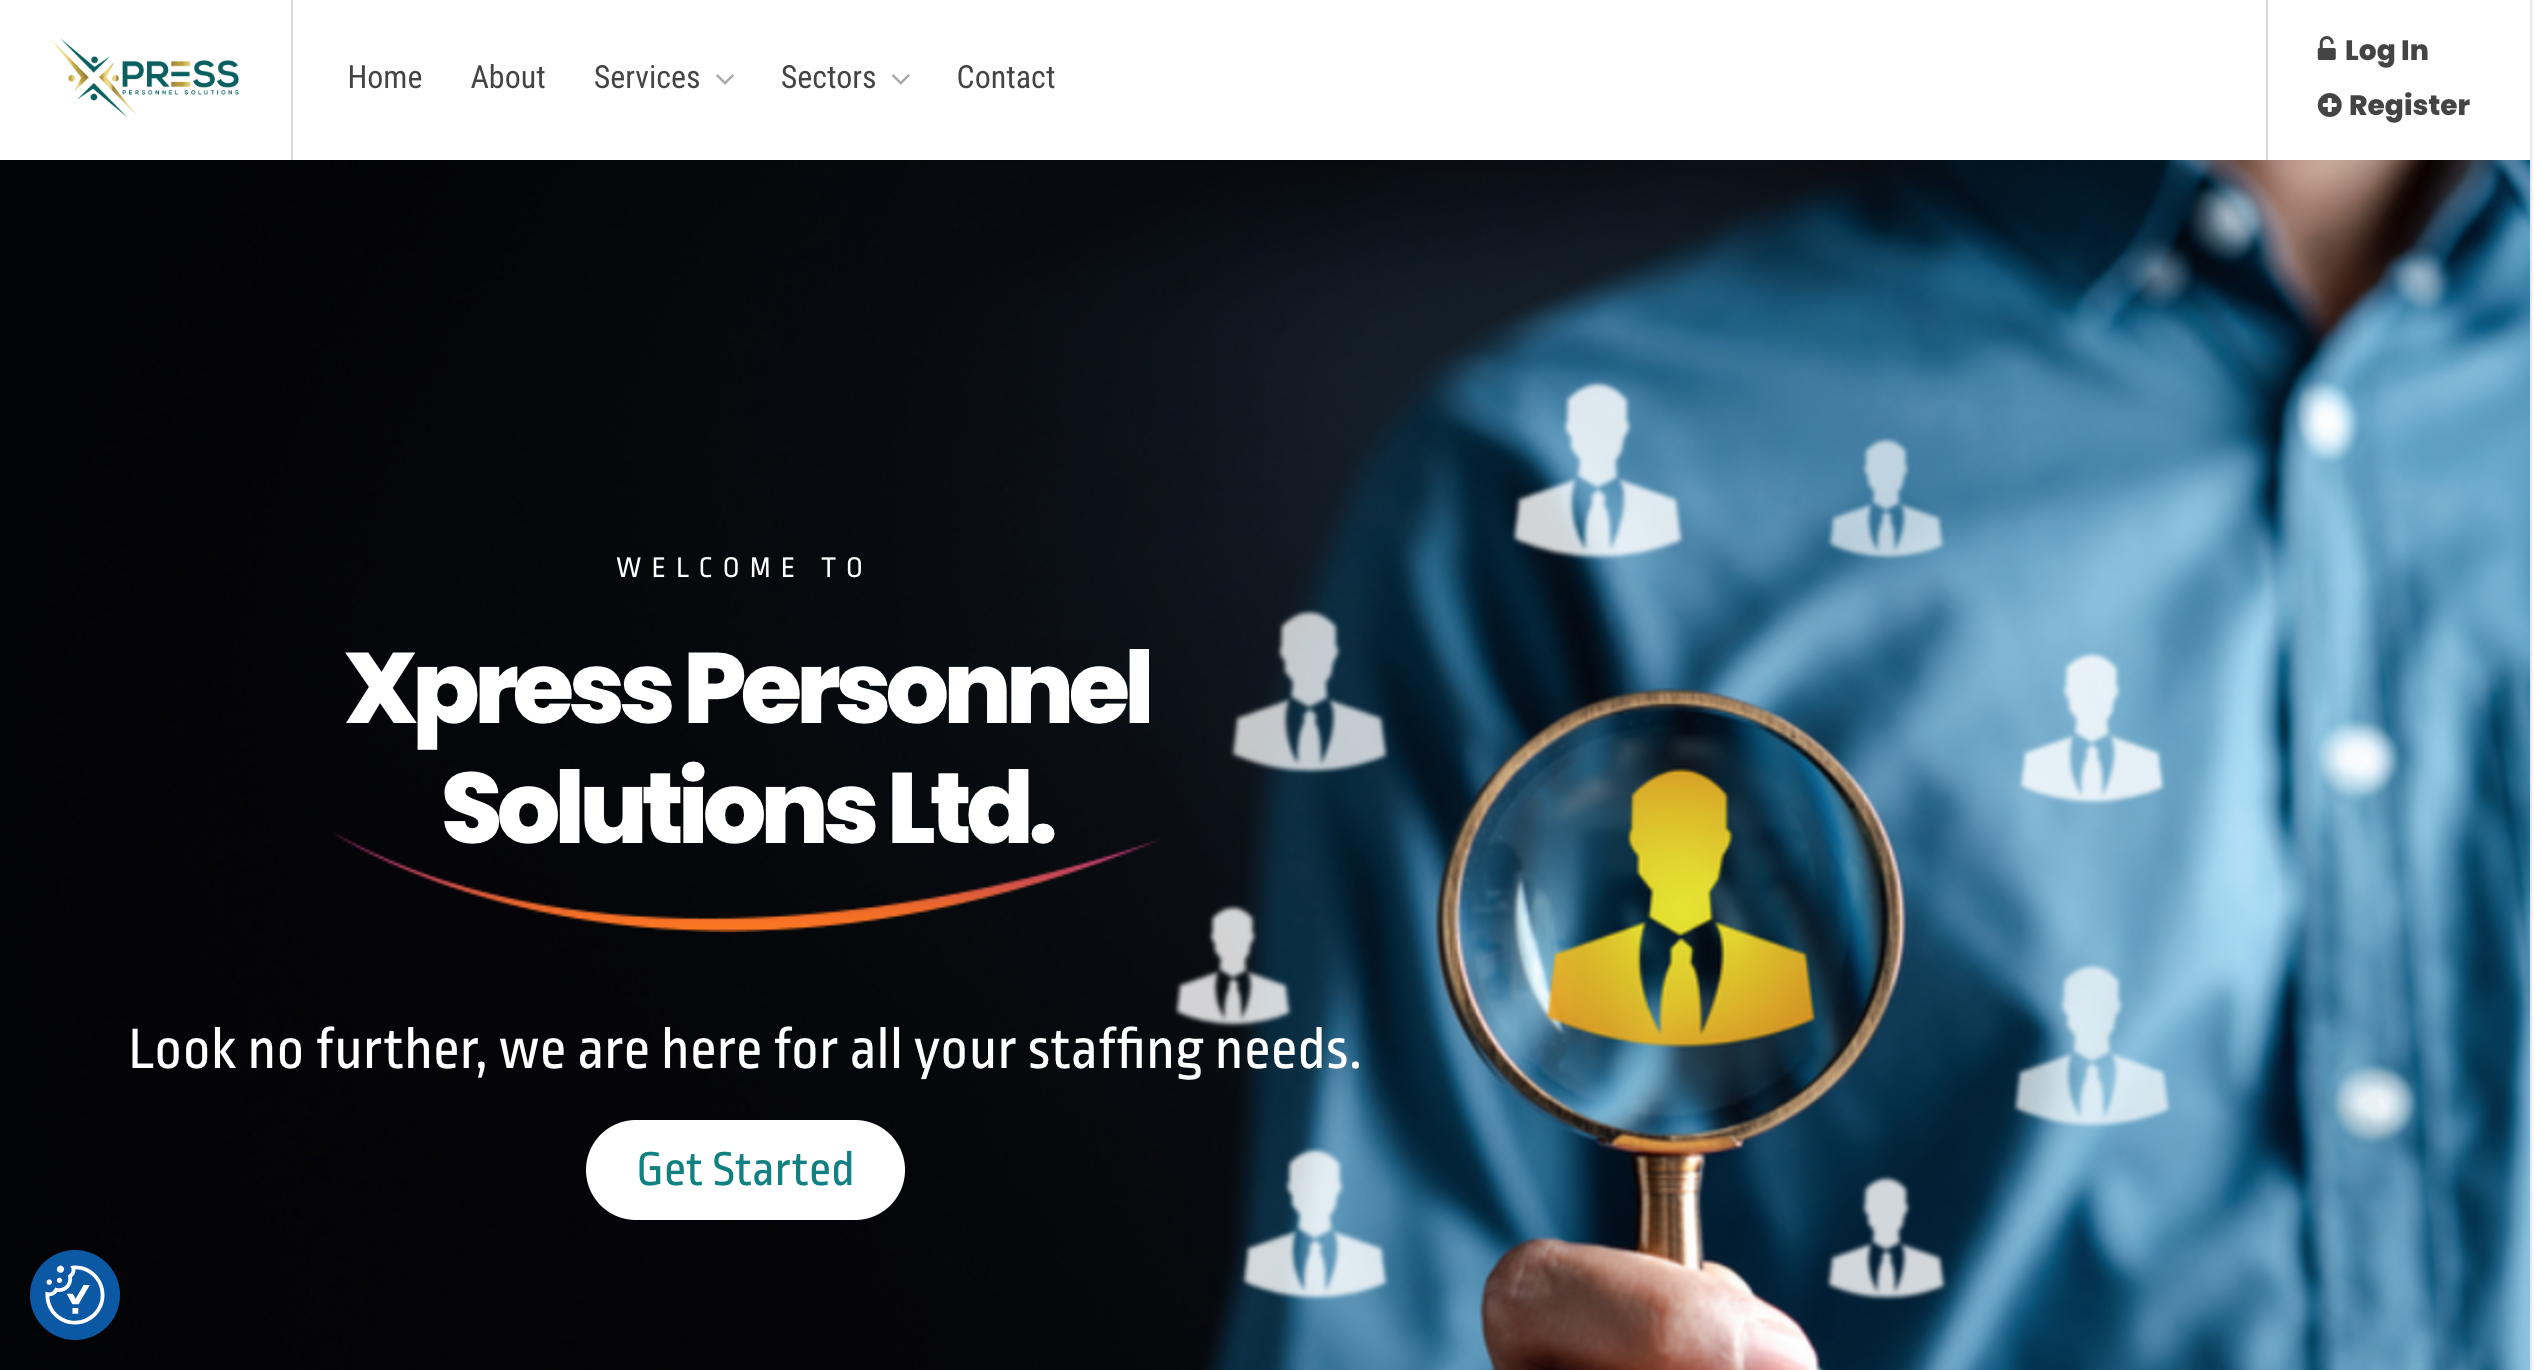 XPRESS
PERSONNEL SOLUTIONS
Home About Services Sectors Contact
Log In
Register
WELCOME TO
Xpress Personnel
Solutions Ltd.
Look no further, we are here for all your staffing needs.
Get Started